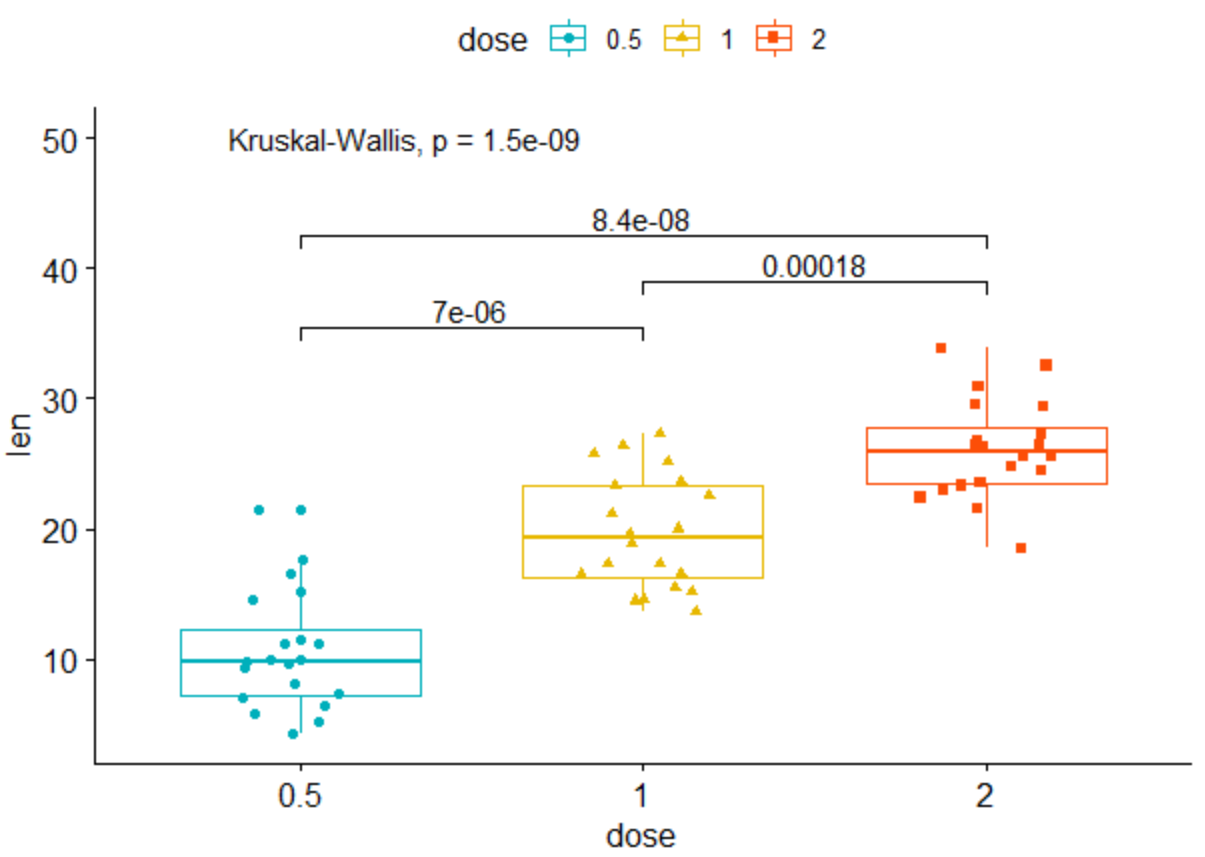 dose 0.5 1 2
50
Kruskal-Wallis, p = 1.5e-09
8.4e-08
40
0.00018
7e-06
30
len
20
10
0.5 1 2
dose